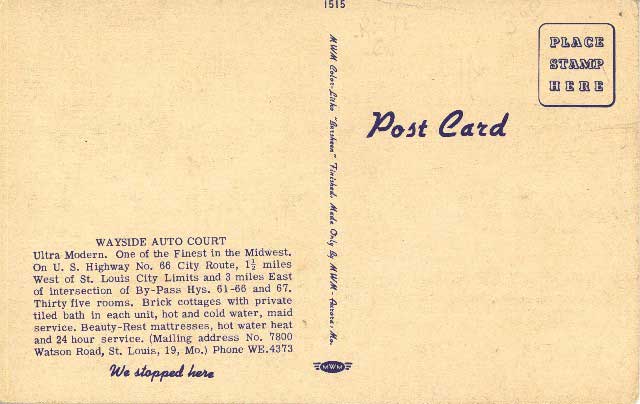 1515
PLACE
STAMP
HERE
Post Card
MWM Color-Litho "Darsheen" Finished. Made Only By MWM - Aurora, Mo.
WAYSIDE AUTO COURT
Ultra Modern. One of the Finest in the Midwest.
On U. S. Highway No. 66 City Route, 1½ miles
West of St. Louis City Limits and 3 miles East
of intersection of By-Pass Hys. 61-66 and 67.
Thirty five rooms. Brick cottages with private
tiled bath in each unit, hot and cold water, maid
service. Beauty-Rest mattresses, hot water heat
and 24 hour service. (Mailing address No. 7800
Watson Road, St. Louis, 19, Mo.) Phone WE.4373
We stopped here
MWM